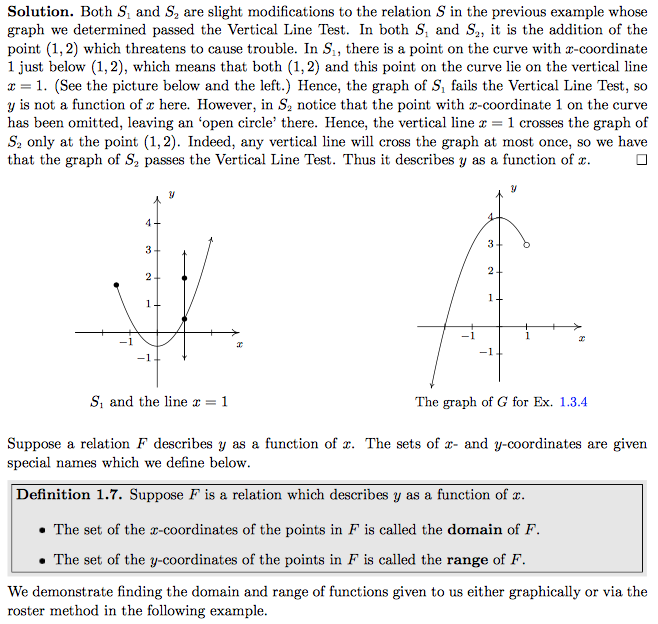 Solution. Both S₁ and S₂ are slight modifications to the relation S in the previous example whose
graph we determined passed the Vertical Line Test. In both S₁ and S₂, it is the addition of the
point (1, 2) which threatens to cause trouble. In S₁, there is a point on the curve with x-coordinate
1 just below (1, 2), which means that both (1, 2) and this point on the curve lie on the vertical line
x = 1. (See the picture below and the left.) Hence, the graph of S₁ fails the Vertical Line Test, so
y is not a function of x here. However, in S₂ notice that the point with x-coordinate 1 on the curve
has been omitted, leaving an ‘open circle’ there. Hence, the vertical line x = 1 crosses the graph of
S₂ only at the point (1, 2). Indeed, any vertical line will cross the graph at most once, so we have
that the graph of S₂ passes the Vertical Line Test. Thus it describes y as a function of x. □
y
4
3
2
1
−1
−1
x
S₁ and the line x = 1
y
4
3
2
1
−1
1
−1
x
The graph of G for Ex. 1.3.4
Suppose a relation F describes y as a function of x. The sets of x- and y-coordinates are given
special names which we define below.
Definition 1.7. Suppose F is a relation which describes y as a function of x.
• The set of the x-coordinates of the points in F is called the domain of F.
• The set of the y-coordinates of the points in F is called the range of F.
We demonstrate finding the domain and range of functions given to us either graphically or via the
roster method in the following example.